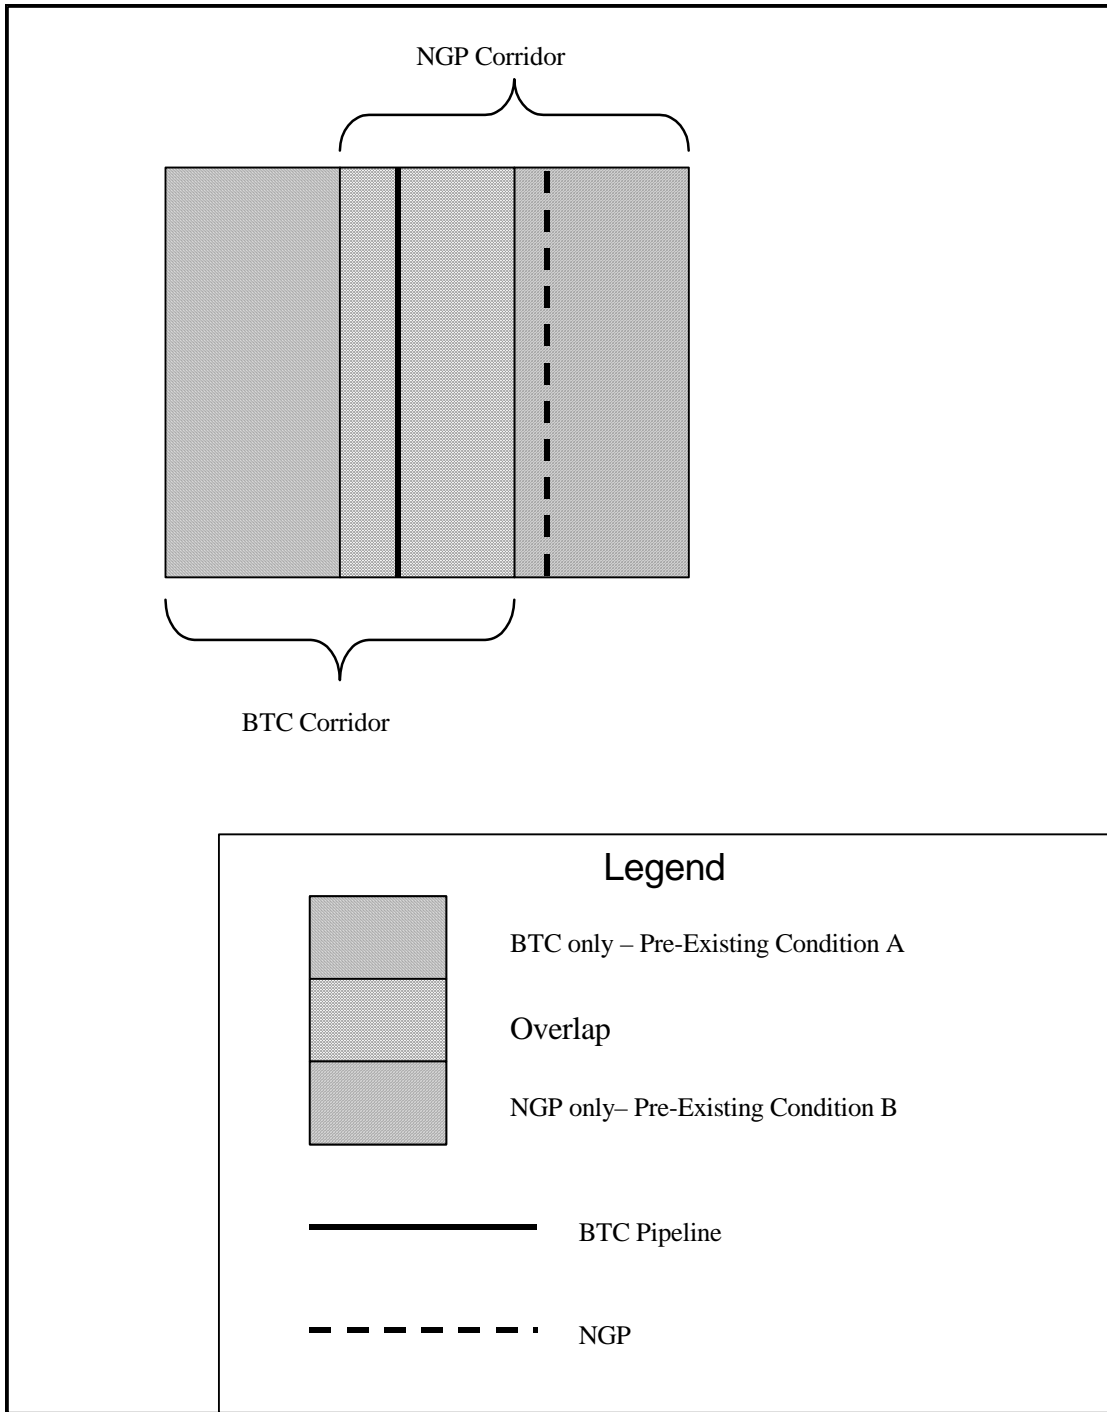 NGP Corridor
BTC Corridor
Legend
BTC only – Pre-Existing Condition A
Overlap
NGP only– Pre-Existing Condition B
BTC Pipeline
NGP